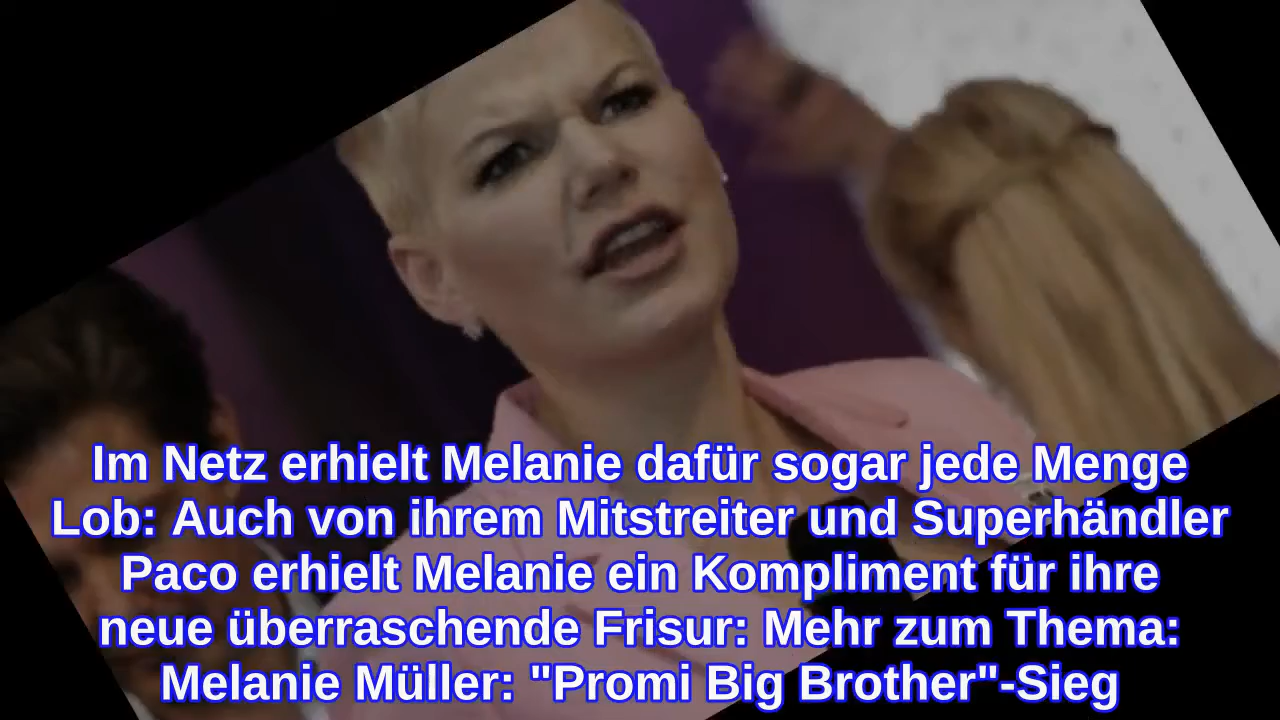 Im Netz erhielt Melanie dafür sogar jede Menge
Lob: Auch von ihrem Mitstreiter und Superhändler
Paco erhielt Melanie ein Kompliment für ihre
neue überraschende Frisur: Mehr zum Thema:
Melanie Müller: "Promi Big Brother"-Sieg